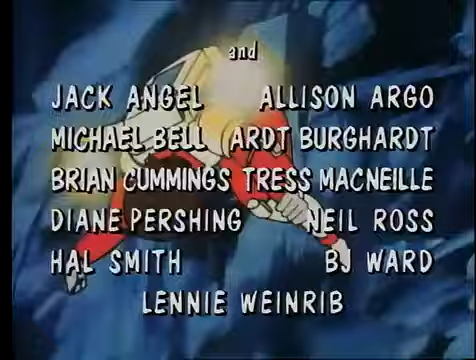 and
JACK ANGEL ALLISON ARGO
MICHAEL BELL ARDT BURGHARDT
BRIAN CUMMINGS TRESS MACNEILLE
DIANE PERSHING NEIL ROSS
HAL SMITH BJ WARD
LENNIE WEINRIB